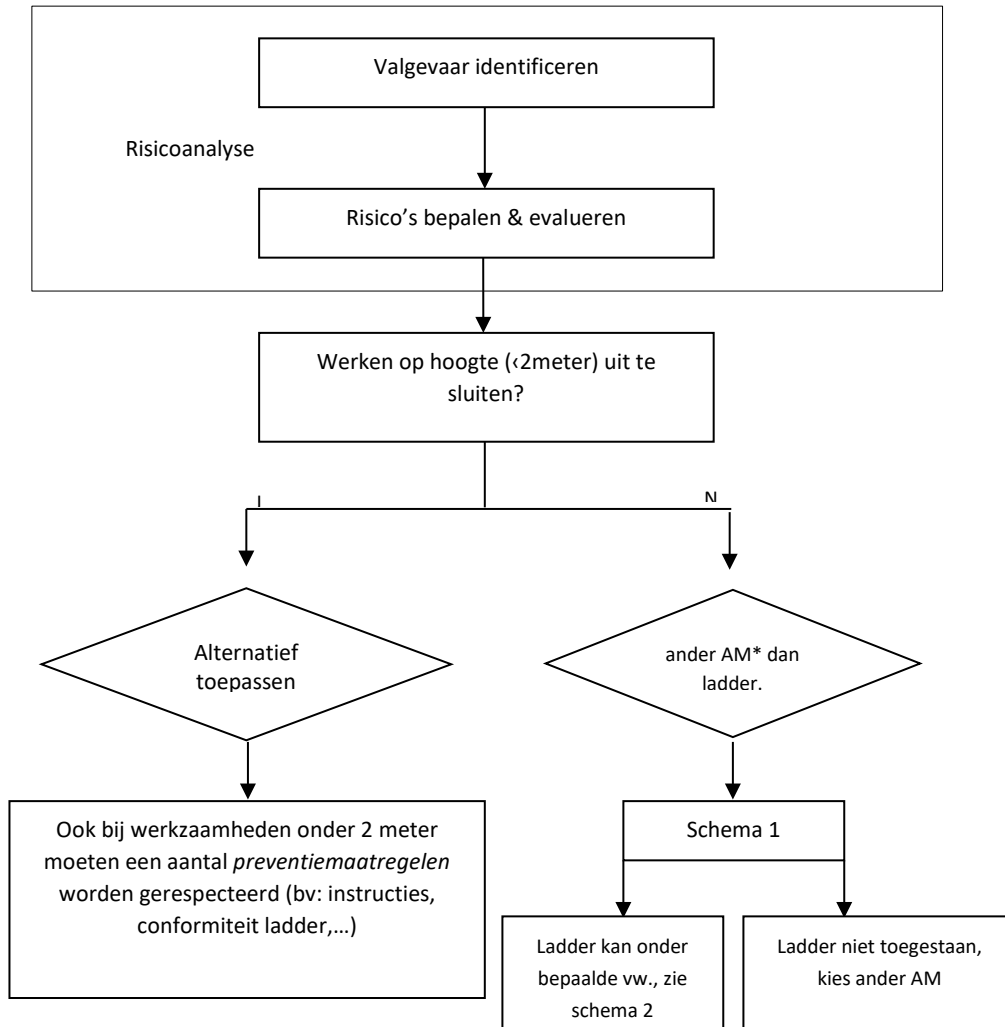 Valgevaar identificeren
Risicoanalyse
Risico’s bepalen & evalueren
Werken op hoogte (‹2meter) uit te
sluiten?
N
Alternatief
toepassen
ander AM* dan
ladder.
Ook bij werkzaamheden onder 2 meter
moeten een aantal preventiemaatregelen
worden gerespecteerd (bv: instructies,
conformiteit ladder,…)
Schema 1
Ladder kan onder
bepaalde vw., zie
schema 2
Ladder niet toegestaan,
kies ander AM